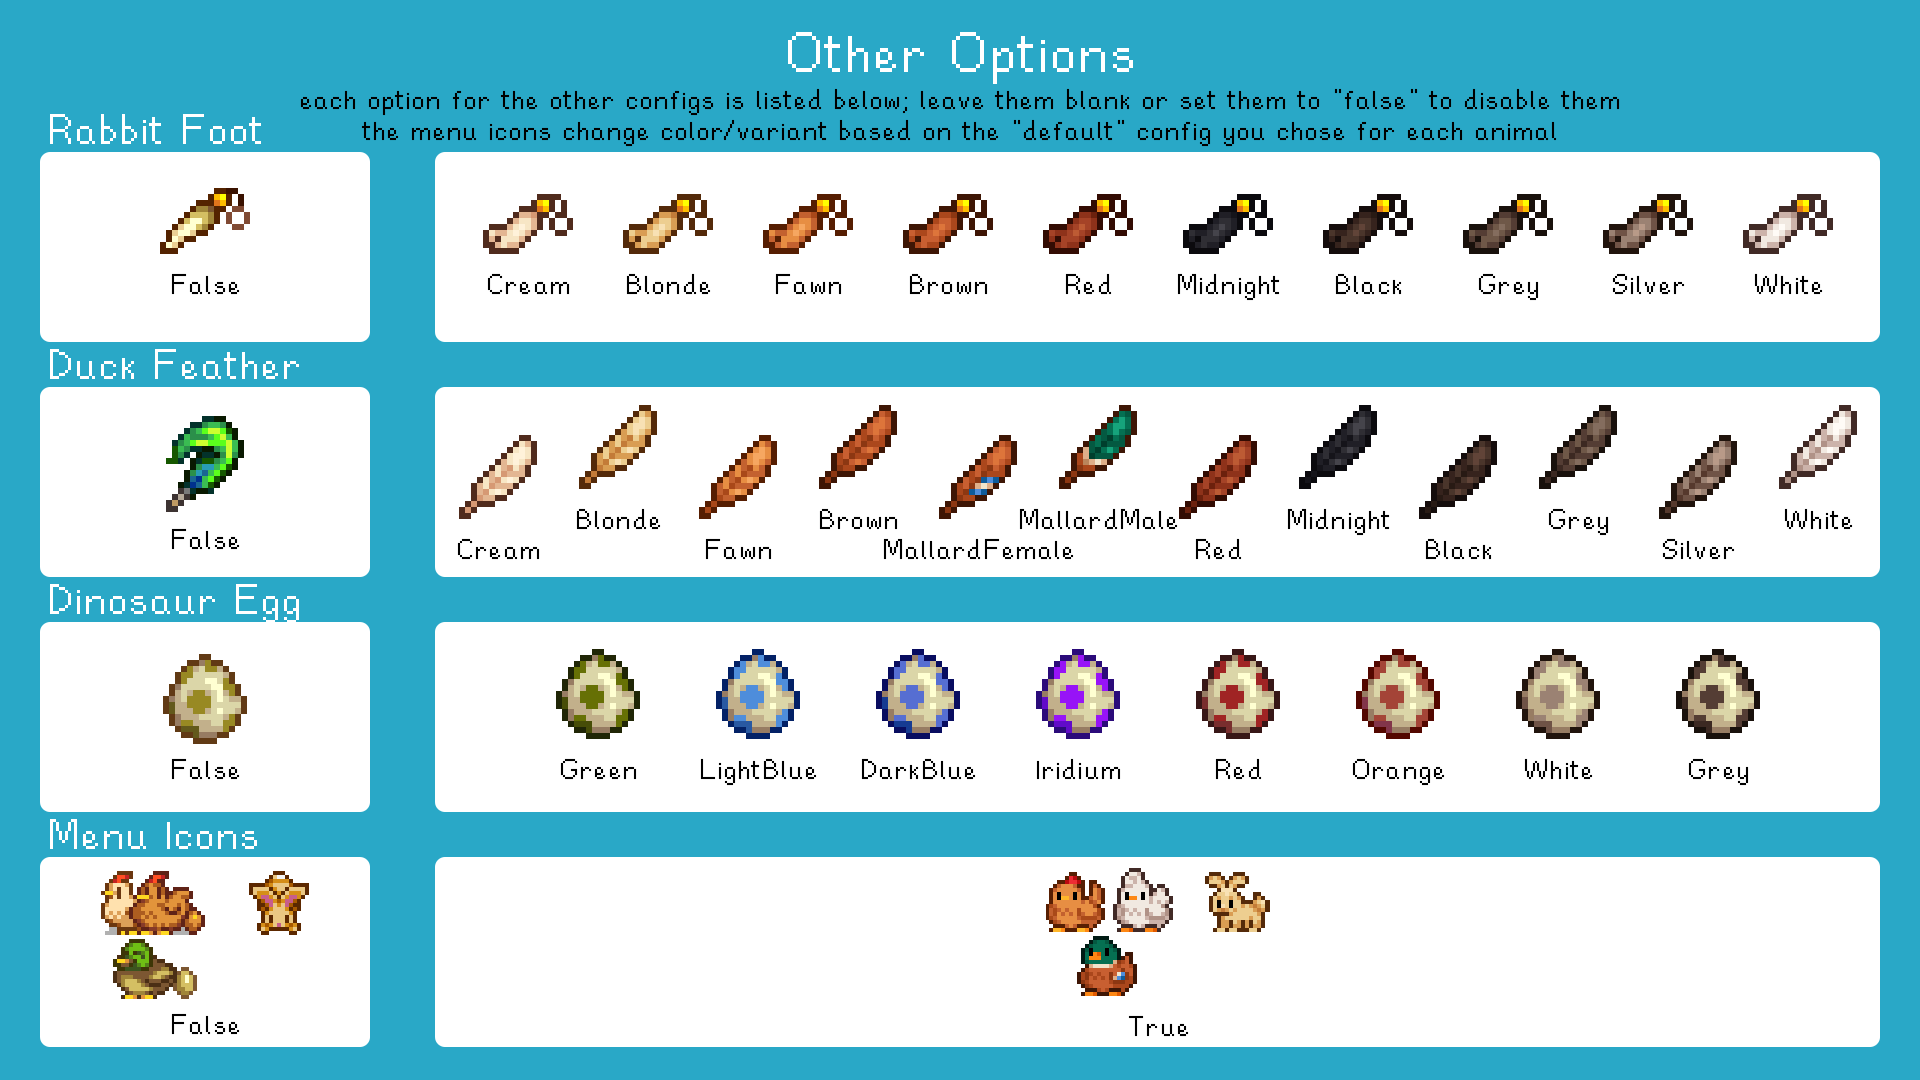 Other Options
each option for the other configs is listed below; leave them blank or set them to "false" to disable them
the menu icons change color/variant based on the "default" config you chose for each animal
Rabbit Foot
False
Cream Blonde Fawn Brown Red Midnight Black Grey Silver White
Duck Feather
False
Blonde Brown MallardMale Midnight Grey White
Cream Fawn MallardFemale Red Black Silver
Dinosaur Egg
False
Green LightBlue DarkBlue Iridium Red Orange White Grey
Menu Icons
False
True